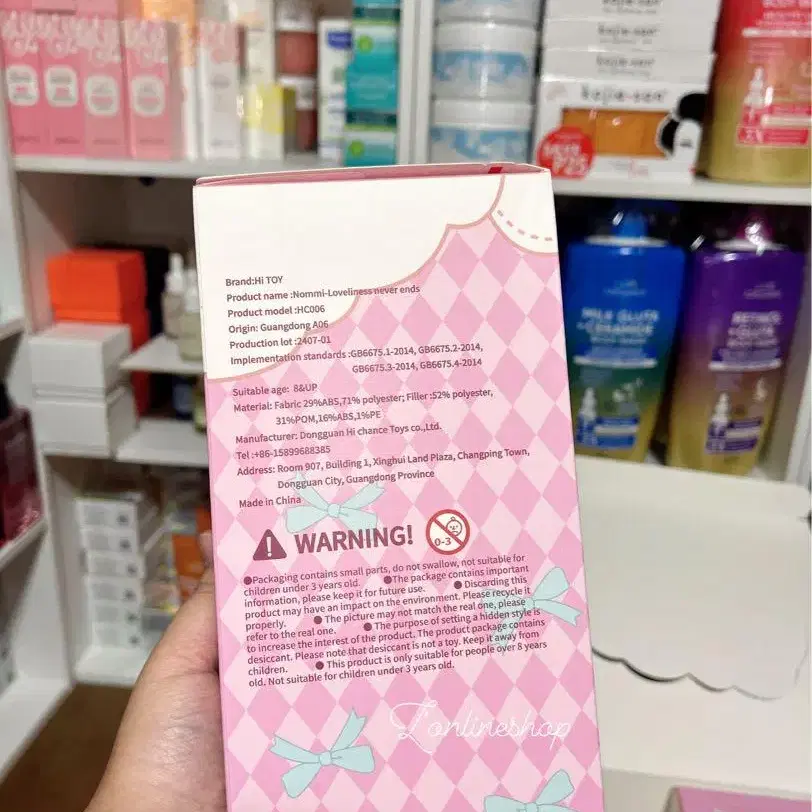 kojie-san
kojie-san
MILK GLUTA
+ CERAMIDE
RETINOL
+ GLUTA
Brand:Hi TOY
Product name :Nommi-Loveliness never ends
Product model :HC006
Origin: Guangdong A06
Production lot :2407-01
Implementation standards :GB6675.1-2014, GB6675.2-2014,
GB6675.3-2014, GB6675.4-2014
Suitable age: 8&UP
Material: Fabric 29%ABS,71% polyester; Filler :52% polyester,
31%POM,16%ABS,1%PE
Manufacturer: Dongguan Hi chance Toys co.,Ltd.
Tel :+86-15899688385
Address: Room 907, Building 1, Xinghui Land Plaza, Changping Town,
Dongguan City, Guangdong Province
Made in China
WARNING!
0-3
●Packaging contains small parts, do not swallow, not suitable for
children under 3 years old. ●The package contains important
information, please keep it for future use. ● Discarding this
product may have an impact on the environment. Please recycle it
properly. ● The picture may not match the real one, please
refer to the real one. ● The purpose of setting a hidden style is
to increase the interest of the product. The product package contains
desiccant. Please note that desiccant is not a toy. Keep it away from
children. ● This product is only suitable for people over 8 years
old. Not suitable for children under 3 years old.
Zonlineshop